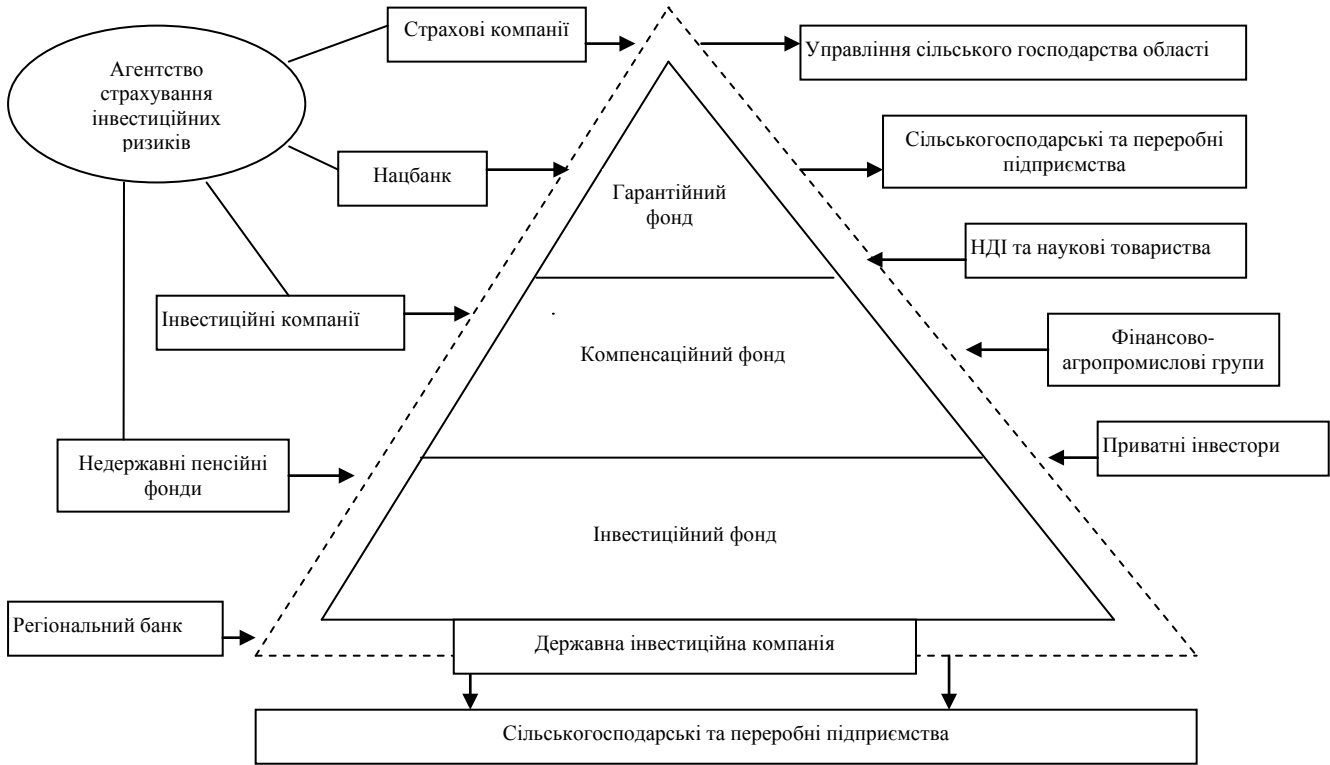 Страхові компанії
Управління сільського господарства області
Агентство
страхування
інвестиційних
ризиків
Сільськогосподарські та переробні
підприємства
Нацбанк
Гарантійний
фонд
НДІ та наукові товариства
Інвестиційні компанії
Фінансово-
агропромислові групи
Компенсаційний фонд
Приватні інвестори
Недержавні пенсійні
фонди
Інвестиційний фонд
Регіональний банк
Державна інвестиційна компанія
Сільськогосподарські та переробні підприємства